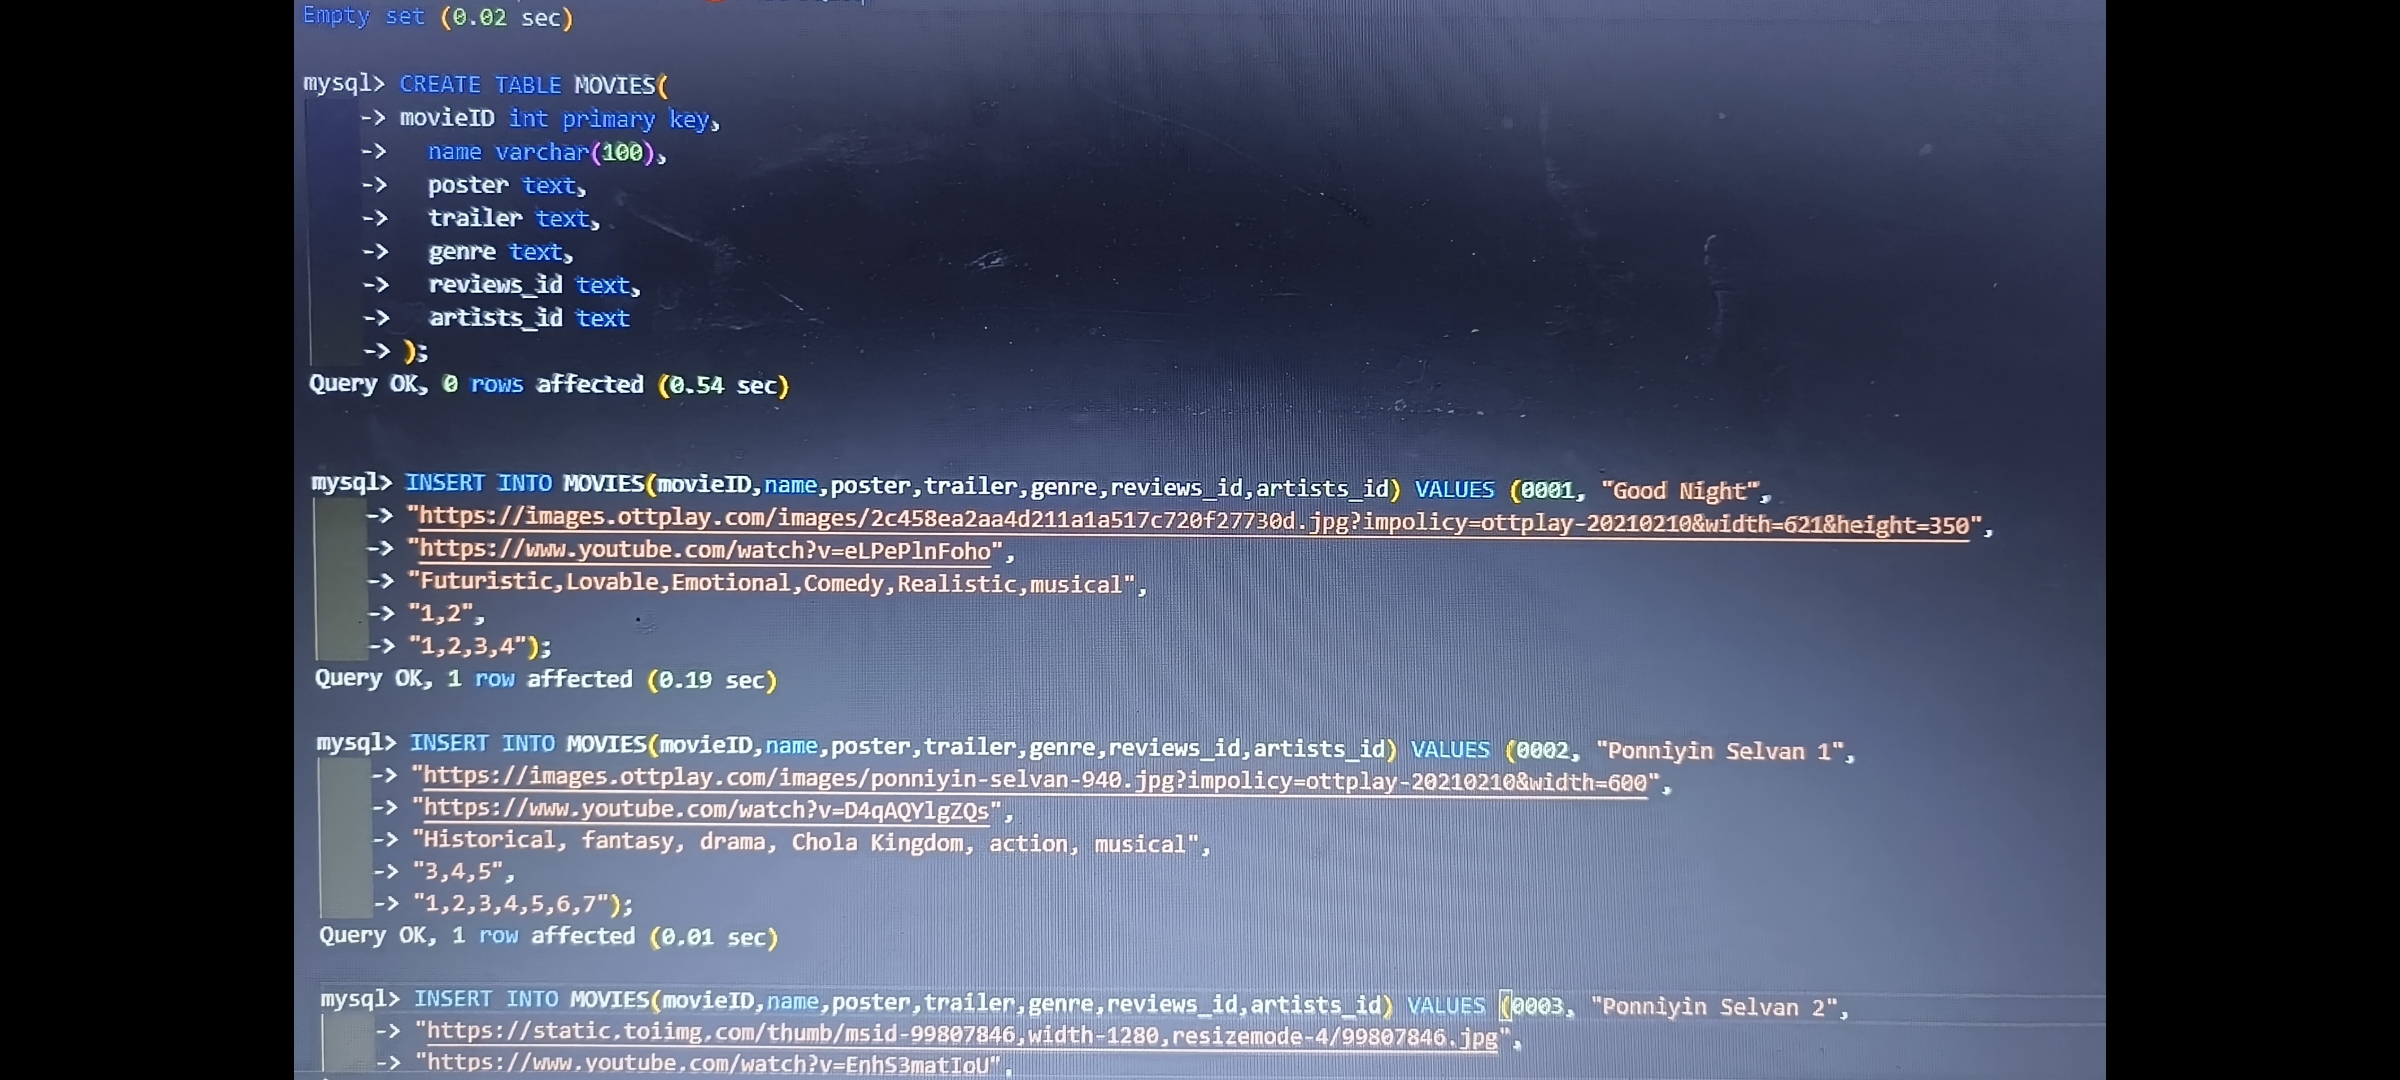 Empty set (0.02 sec)
mysql> CREATE TABLE MOVIES(
-> movieID int primary key,
-> name varchar(100),
-> poster text,
-> trailer text,
-> genre text,
-> reviews_id text,
-> artists_id text
-> );
Query OK, 0 rows affected (0.54 sec)
mysql> INSERT INTO MOVIES(movieID,name,poster,trailer,genre,reviews_id,artists_id) VALUES (0001, "Good Night",
-> "https://images.ottplay.com/images/2c458ea2aa4d211a1a517c720f27730d.jpg?impolicy=ottplay-20210210&width=621&height=350",
-> "https://www.youtube.com/watch?v=eLPePlnFoho",
-> "Futuristic,Lovable,Emotional,Comedy,Realistic,musical",
-> "1,2",
-> "1,2,3,4");
Query OK, 1 row affected (0.19 sec)
mysql> INSERT INTO MOVIES(movieID,name,poster,trailer,genre,reviews_id,artists_id) VALUES (0002, "Ponniyin Selvan 1",
-> "https://images.ottplay.com/images/ponniyin-selvan-940.jpg?impolicy=ottplay-20210210&width=600",
-> "https://www.youtube.com/watch?v=D4qAQYlgZQs",
-> "Historical, fantasy, drama, Chola Kingdom, action, musical",
-> "3,4,5",
-> "1,2,3,4,5,6,7");
Query OK, 1 row affected (0.01 sec)
mysql> INSERT INTO MOVIES(movieID,name,poster,trailer,genre,reviews_id,artists_id) VALUES (0003, "Ponniyin Selvan 2",
-> "https://static.toiimg.com/thumb/msid-99807846,width-1280,resizemode-4/99807846.jpg",
-> "https://www.youtube.com/watch?v=EnhS3matIoU",